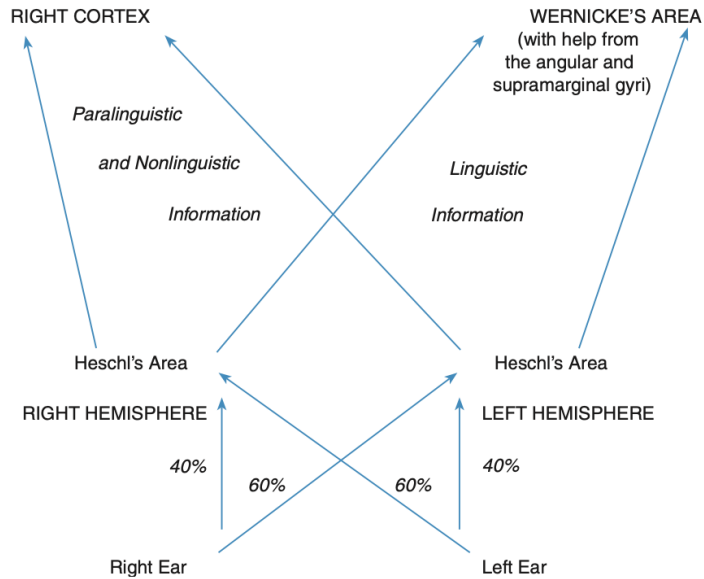 RIGHT CORTEX
WERNICKE'S AREA
(with help from
the angular and
supramarginal gyri)
Paralinguistic
and Nonlinguistic
Information
Linguistic
Information
Heschl's Area
Heschl's Area
RIGHT HEMISPHERE
LEFT HEMISPHERE
40%
60%
60%
40%
Right Ear
Left Ear